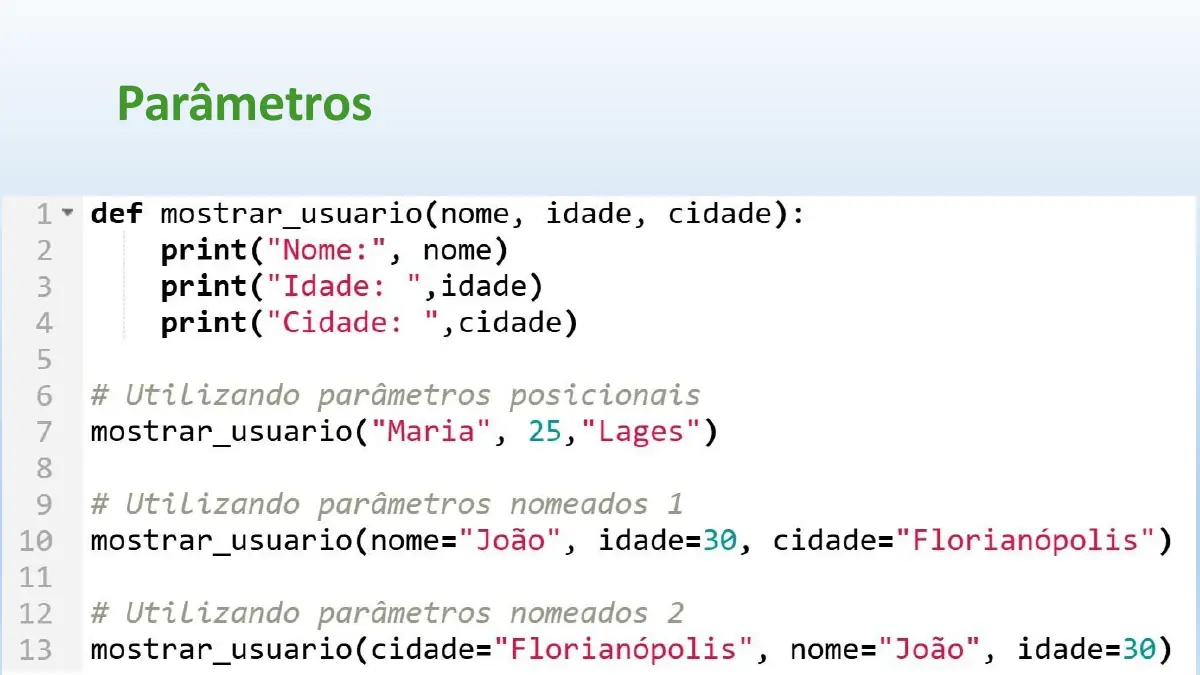 Parâmetros
1 def mostrar_usuario(nome, idade, cidade):
2     print("Nome:", nome)
3     print("Idade: ",idade)
4     print("Cidade: ",cidade)
5
6 # Utilizando parâmetros posicionais
7 mostrar_usuario("Maria", 25,"Lages")
8
9 # Utilizando parâmetros nomeados 1
10 mostrar_usuario(nome="João", idade=30, cidade="Florianópolis")
11
12 # Utilizando parâmetros nomeados 2
13 mostrar_usuario(cidade="Florianópolis", nome="João", idade=30)